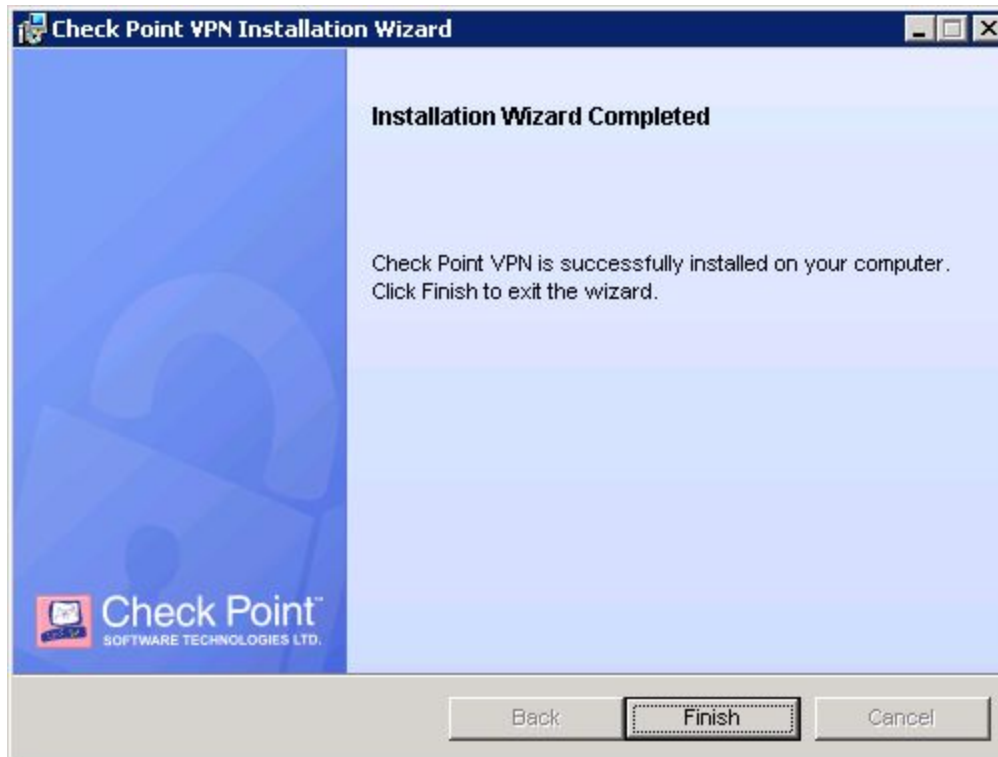 Check Point VPN Installation Wizard
Installation Wizard Completed
Check Point VPN is successfully installed on your computer.
Click Finish to exit the wizard.
Check Point™
SOFTWARE TECHNOLOGIES LTD.
Back
Finish
Cancel